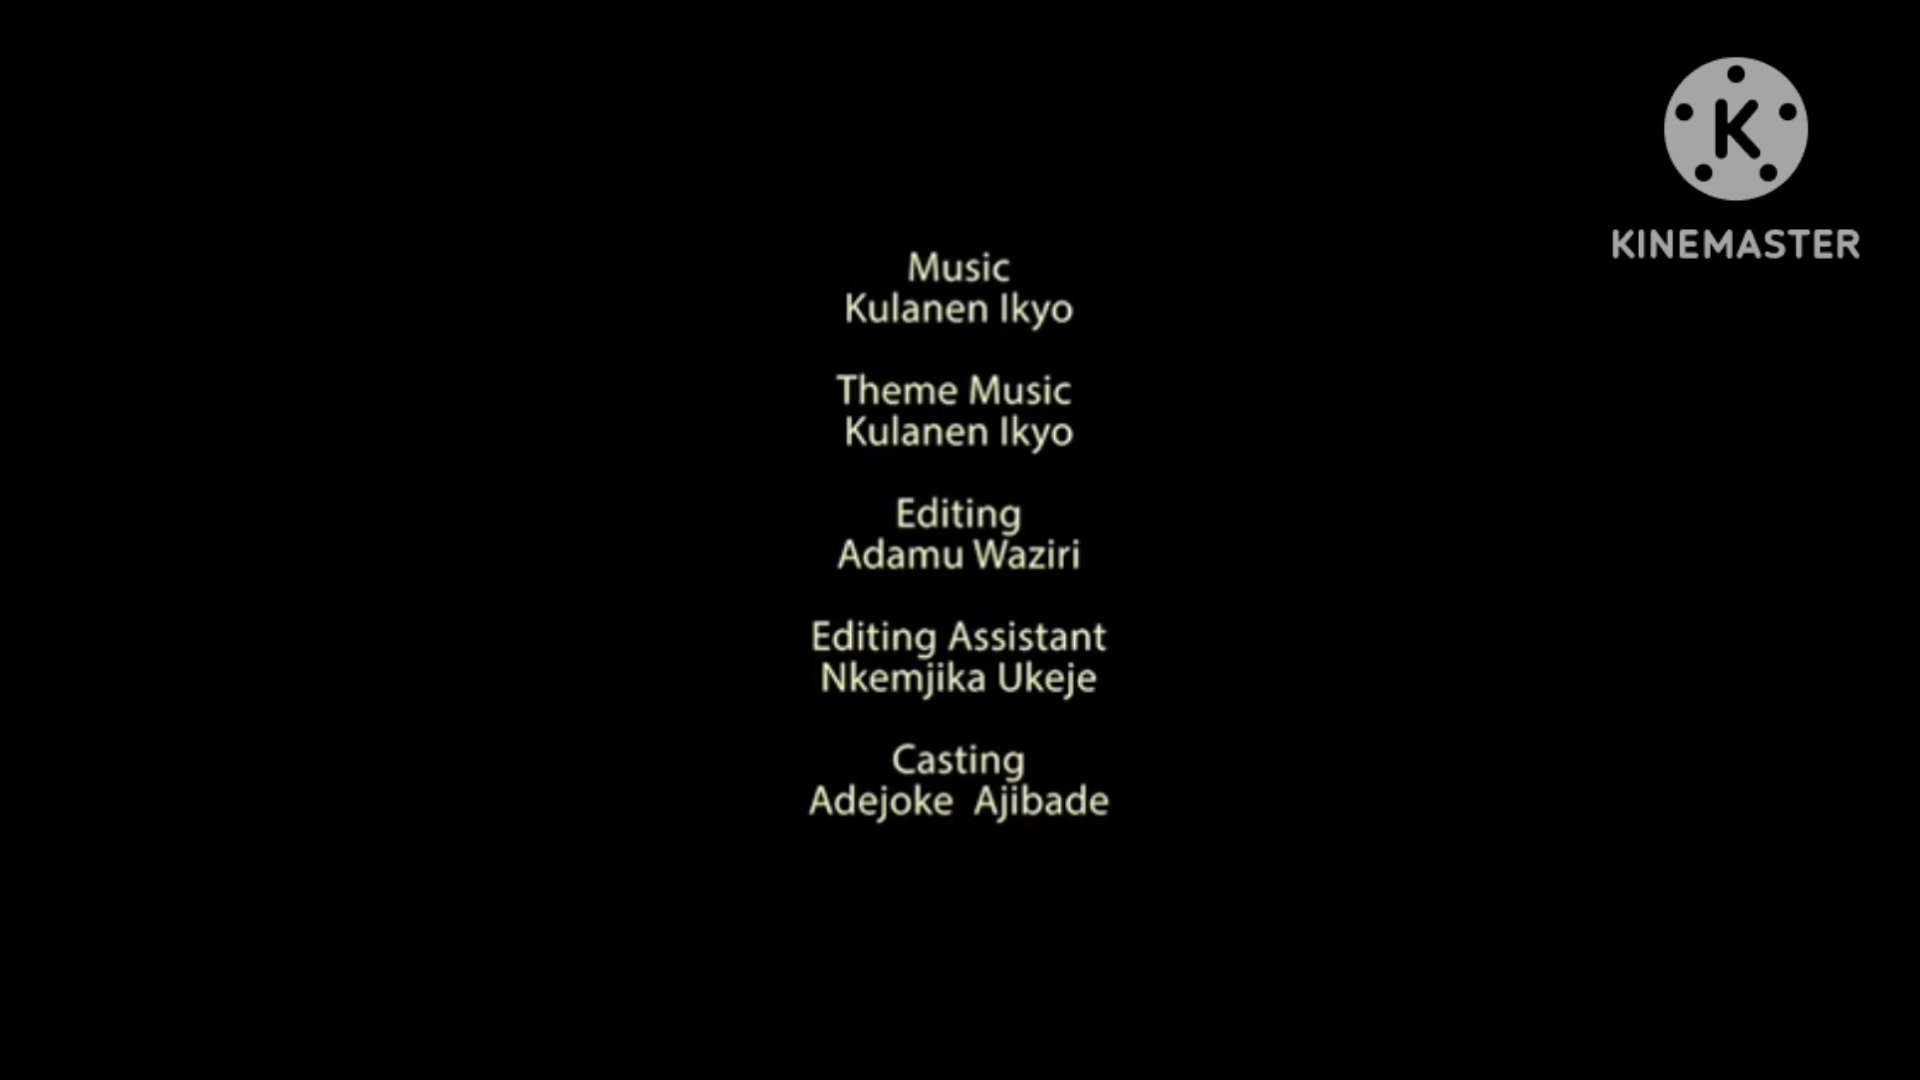 K
KINEMASTER
Music
Kulanen Ikyo
Theme Music
Kulanen Ikyo
Editing
Adamu Waziri
Editing Assistant
Nkemjika Ukeje
Casting
Adejoke  Ajibade